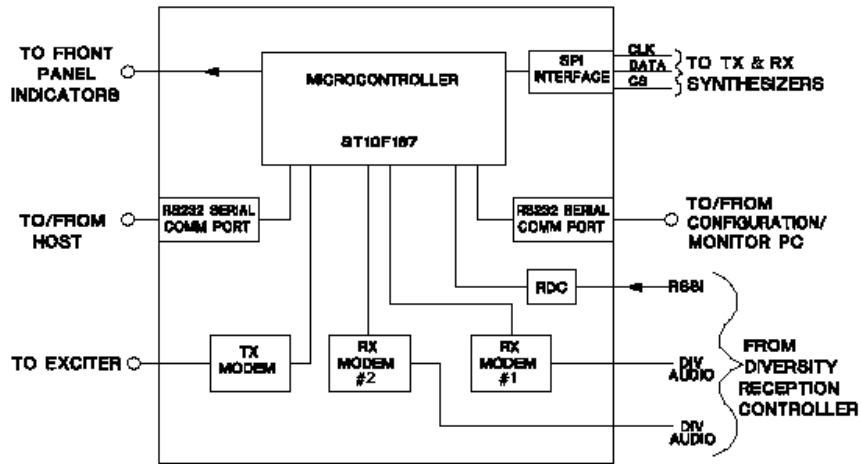 TO FRONT
PANEL
INDICATORS
MICROCONTROLLER
ST10F167
SPI
INTERFACE
CLK
DATA
CS
TO TX & RX
SYNTHESIZERS
TO/FROM
HOST
RS232 SERIAL
COMM PORT
RS232 SERIAL
COMM PORT
TO/FROM
CONFIGURATION/
MONITOR PC
RDC
RSSI
TO EXCITER
TX
MODEM
RX
MODEM
#2
RX
MODEM
#1
DIV
AUDIO
DIV
AUDIO
FROM
DIVERSITY
RECEPTION
CONTROLLER